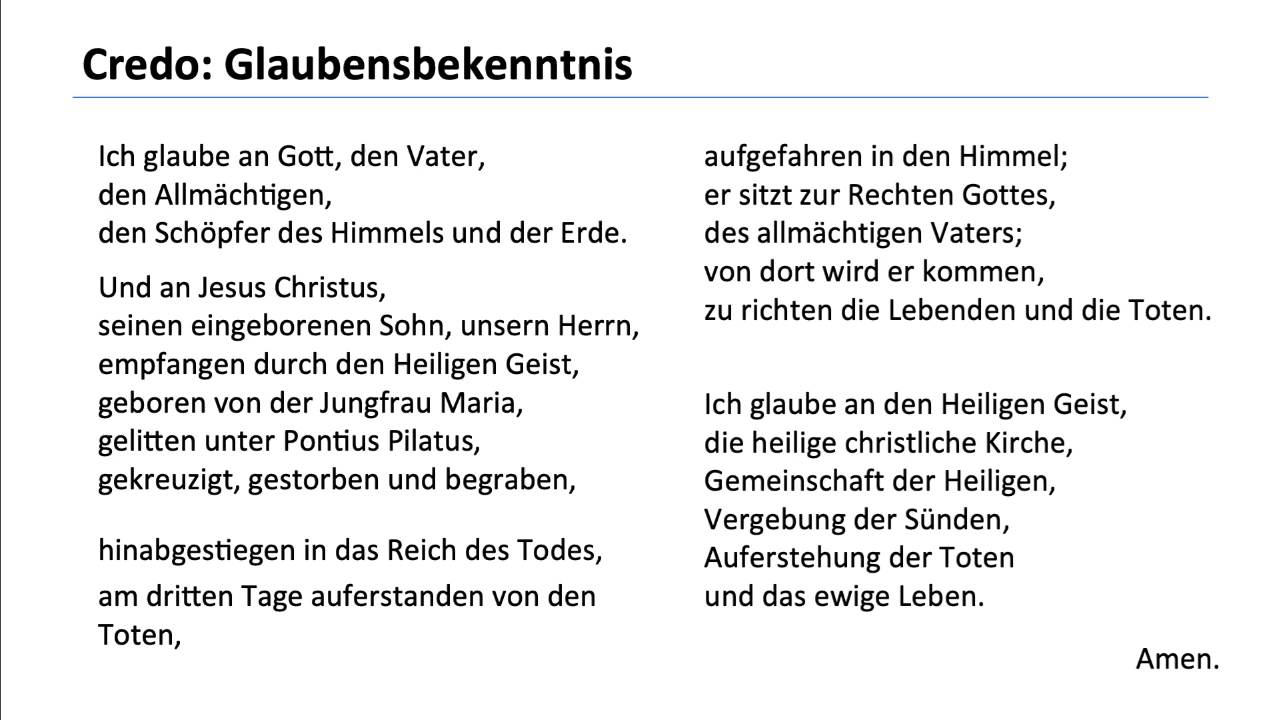 Credo: Glaubensbekenntnis
Ich glaube an Gott, den Vater,
den Allmächtigen,
den Schöpfer des Himmels und der Erde.
Und an Jesus Christus,
seinen eingeborenen Sohn, unsern Herrn,
empfangen durch den Heiligen Geist,
geboren von der Jungfrau Maria,
gelitten unter Pontius Pilatus,
gekreuzigt, gestorben und begraben,
hinabgestiegen in das Reich des Todes,
am dritten Tage auferstanden von den
Toten,
aufgefahren in den Himmel;
er sitzt zur Rechten Gottes,
des allmächtigen Vaters;
von dort wird er kommen,
zu richten die Lebenden und die Toten.
Ich glaube an den Heiligen Geist,
die heilige christliche Kirche,
Gemeinschaft der Heiligen,
Vergebung der Sünden,
Auferstehung der Toten
und das ewige Leben.
Amen.